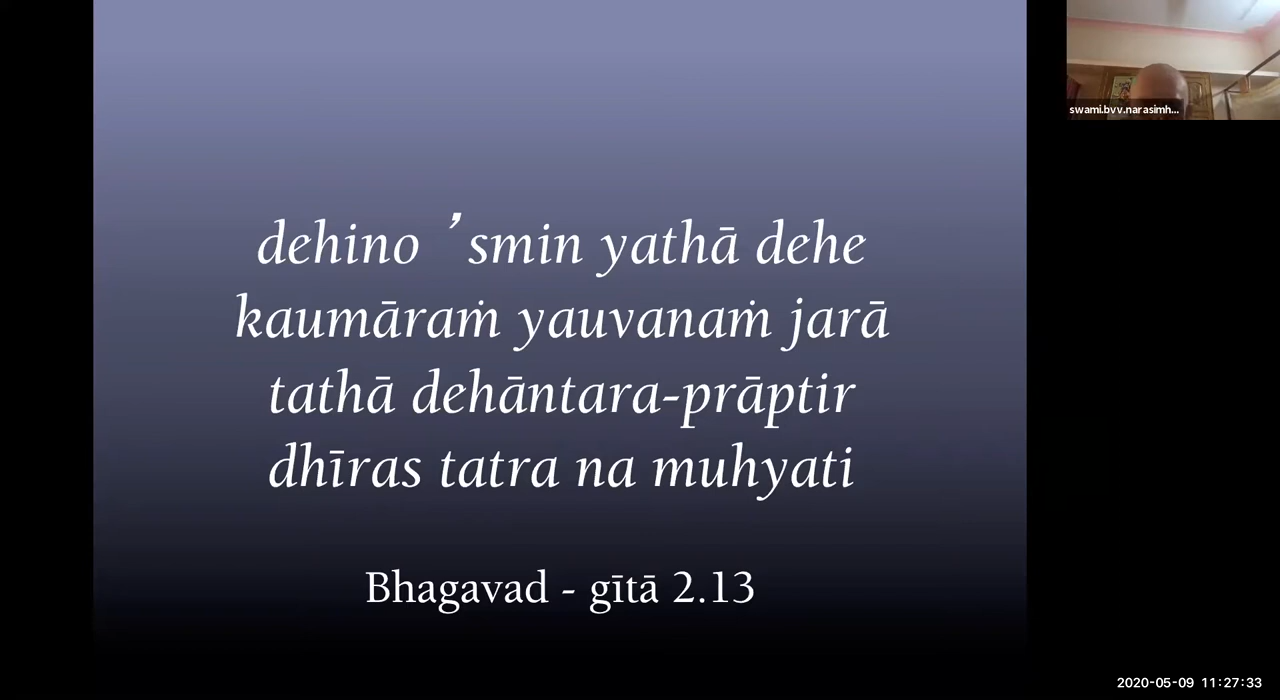 dehino ’smin yathā dehe
kaumāraṁ yauvanaṁ jarā
tathā dehāntara-prāptir
dhīras tatra na muhyati
Bhagavad - gītā 2.13
swami.bvv.narasimh...
2020-05-09 11:27:33